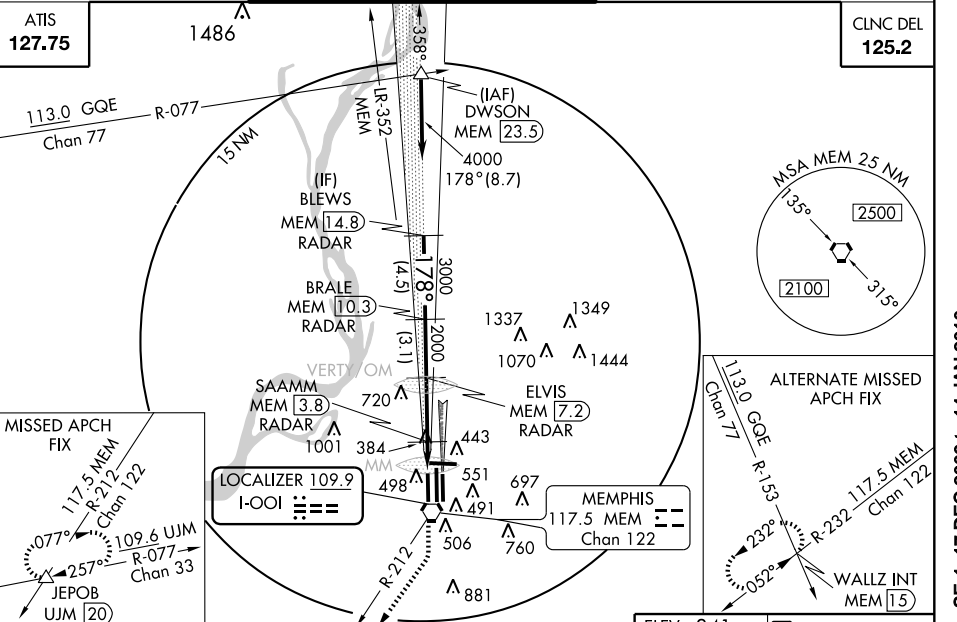 ATIS
127.75
1486
358°
CLNC DEL
125.2
113.0 GQE
Chan 77
R-077
15 NM
LR-352
MEM
(IAF)
DWSON
MEM 23.5
4000
178°(8.7)
(IF)
BLEWS
MEM 14.8
RADAR
MSA MEM 25 NM
135°
2500
2100
315°
3000
178°
(4.5)
BRALE
MEM 10.3
RADAR
2000
(3.1)
1337
1349
1070
1444
VERTY/OM
720
SAAMM
MEM 3.8
RADAR
1001
384
ELVIS
MEM 7.2
RADAR
443
MM
498
551
491
697
506
760
881
LOCALIZER 109.9
I-OOI
MEMPHIS
117.5 MEM
Chan 122
R-212
MISSED APCH
FIX
117.5 MEM
R-212
Chan 122
077°
257°
109.6 UJM
R-077
Chan 33
JEPOB
UJM 20
ALTERNATE MISSED
APCH FIX
113.0 GQE
Chan 77
R-153
117.5 MEM
Chan 122
R-232
232°
052°
WALLZ INT
MEM 15